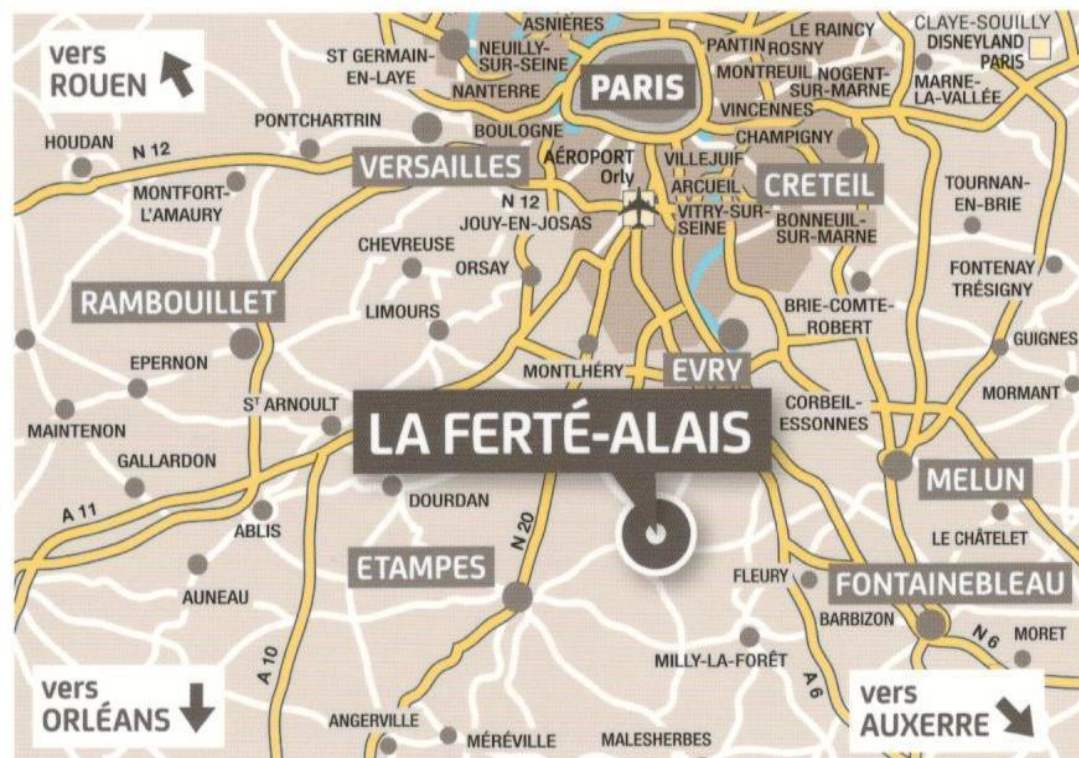 vers
ROUEN
ST GERMAIN-
EN-LAYE
ASNIÈRES
NEUILLY-
SUR-SEINE
NANTERRE
PARIS
PANTIN
LE RAINCY
ROSNY
MONTREUIL
NOGENT-
SUR-MARNE
VINCENNES
CLAYE-SOUILLY
DISNEYLAND
PARIS
MARNE-
LA-VALLÉE
HOUDAN
N 12
PONTCHARTRIN
MONTFORT-
L'AMAURY
BOULOGNE
VERSAILLES
AÉROPORT
Orly
VILLEJUIF
ARCUEIL
VITRY-SUR-
SEINE
CHAMPIGNY
CRETEIL
BONNEUIL-
SUR-MARNE
TOURNAN-
EN-BRIE
N 12
JOUY-EN-JOSAS
CHEVREUSE
ORSAY
LIMOURS
RAMBOUILLET
EPERNON
FONTENAY
TRÉSIGNY
BRIE-COMTE-
ROBERT
GUIGNES
MONTLHÉRY
EVRY
MORMANT
ST ARNOULT
MAINTENON
GALLARDON
CORBEIL-
ESSONNES
LA FERTÉ-ALAIS
MELUN
A 11
ABLIS
DOURDAN
N 20
LE CHÂTELET
AUNEAU
ETAMPES
FLEURY
FONTAINEBLEAU
BARBIZON
N 6
MORET
MILLY-LA-FORÊT
A 10
A 6
vers
ORLÉANS
ANGERVILLE
MÉRÉVILLE
MALESHERBES
vers
AUXERRE